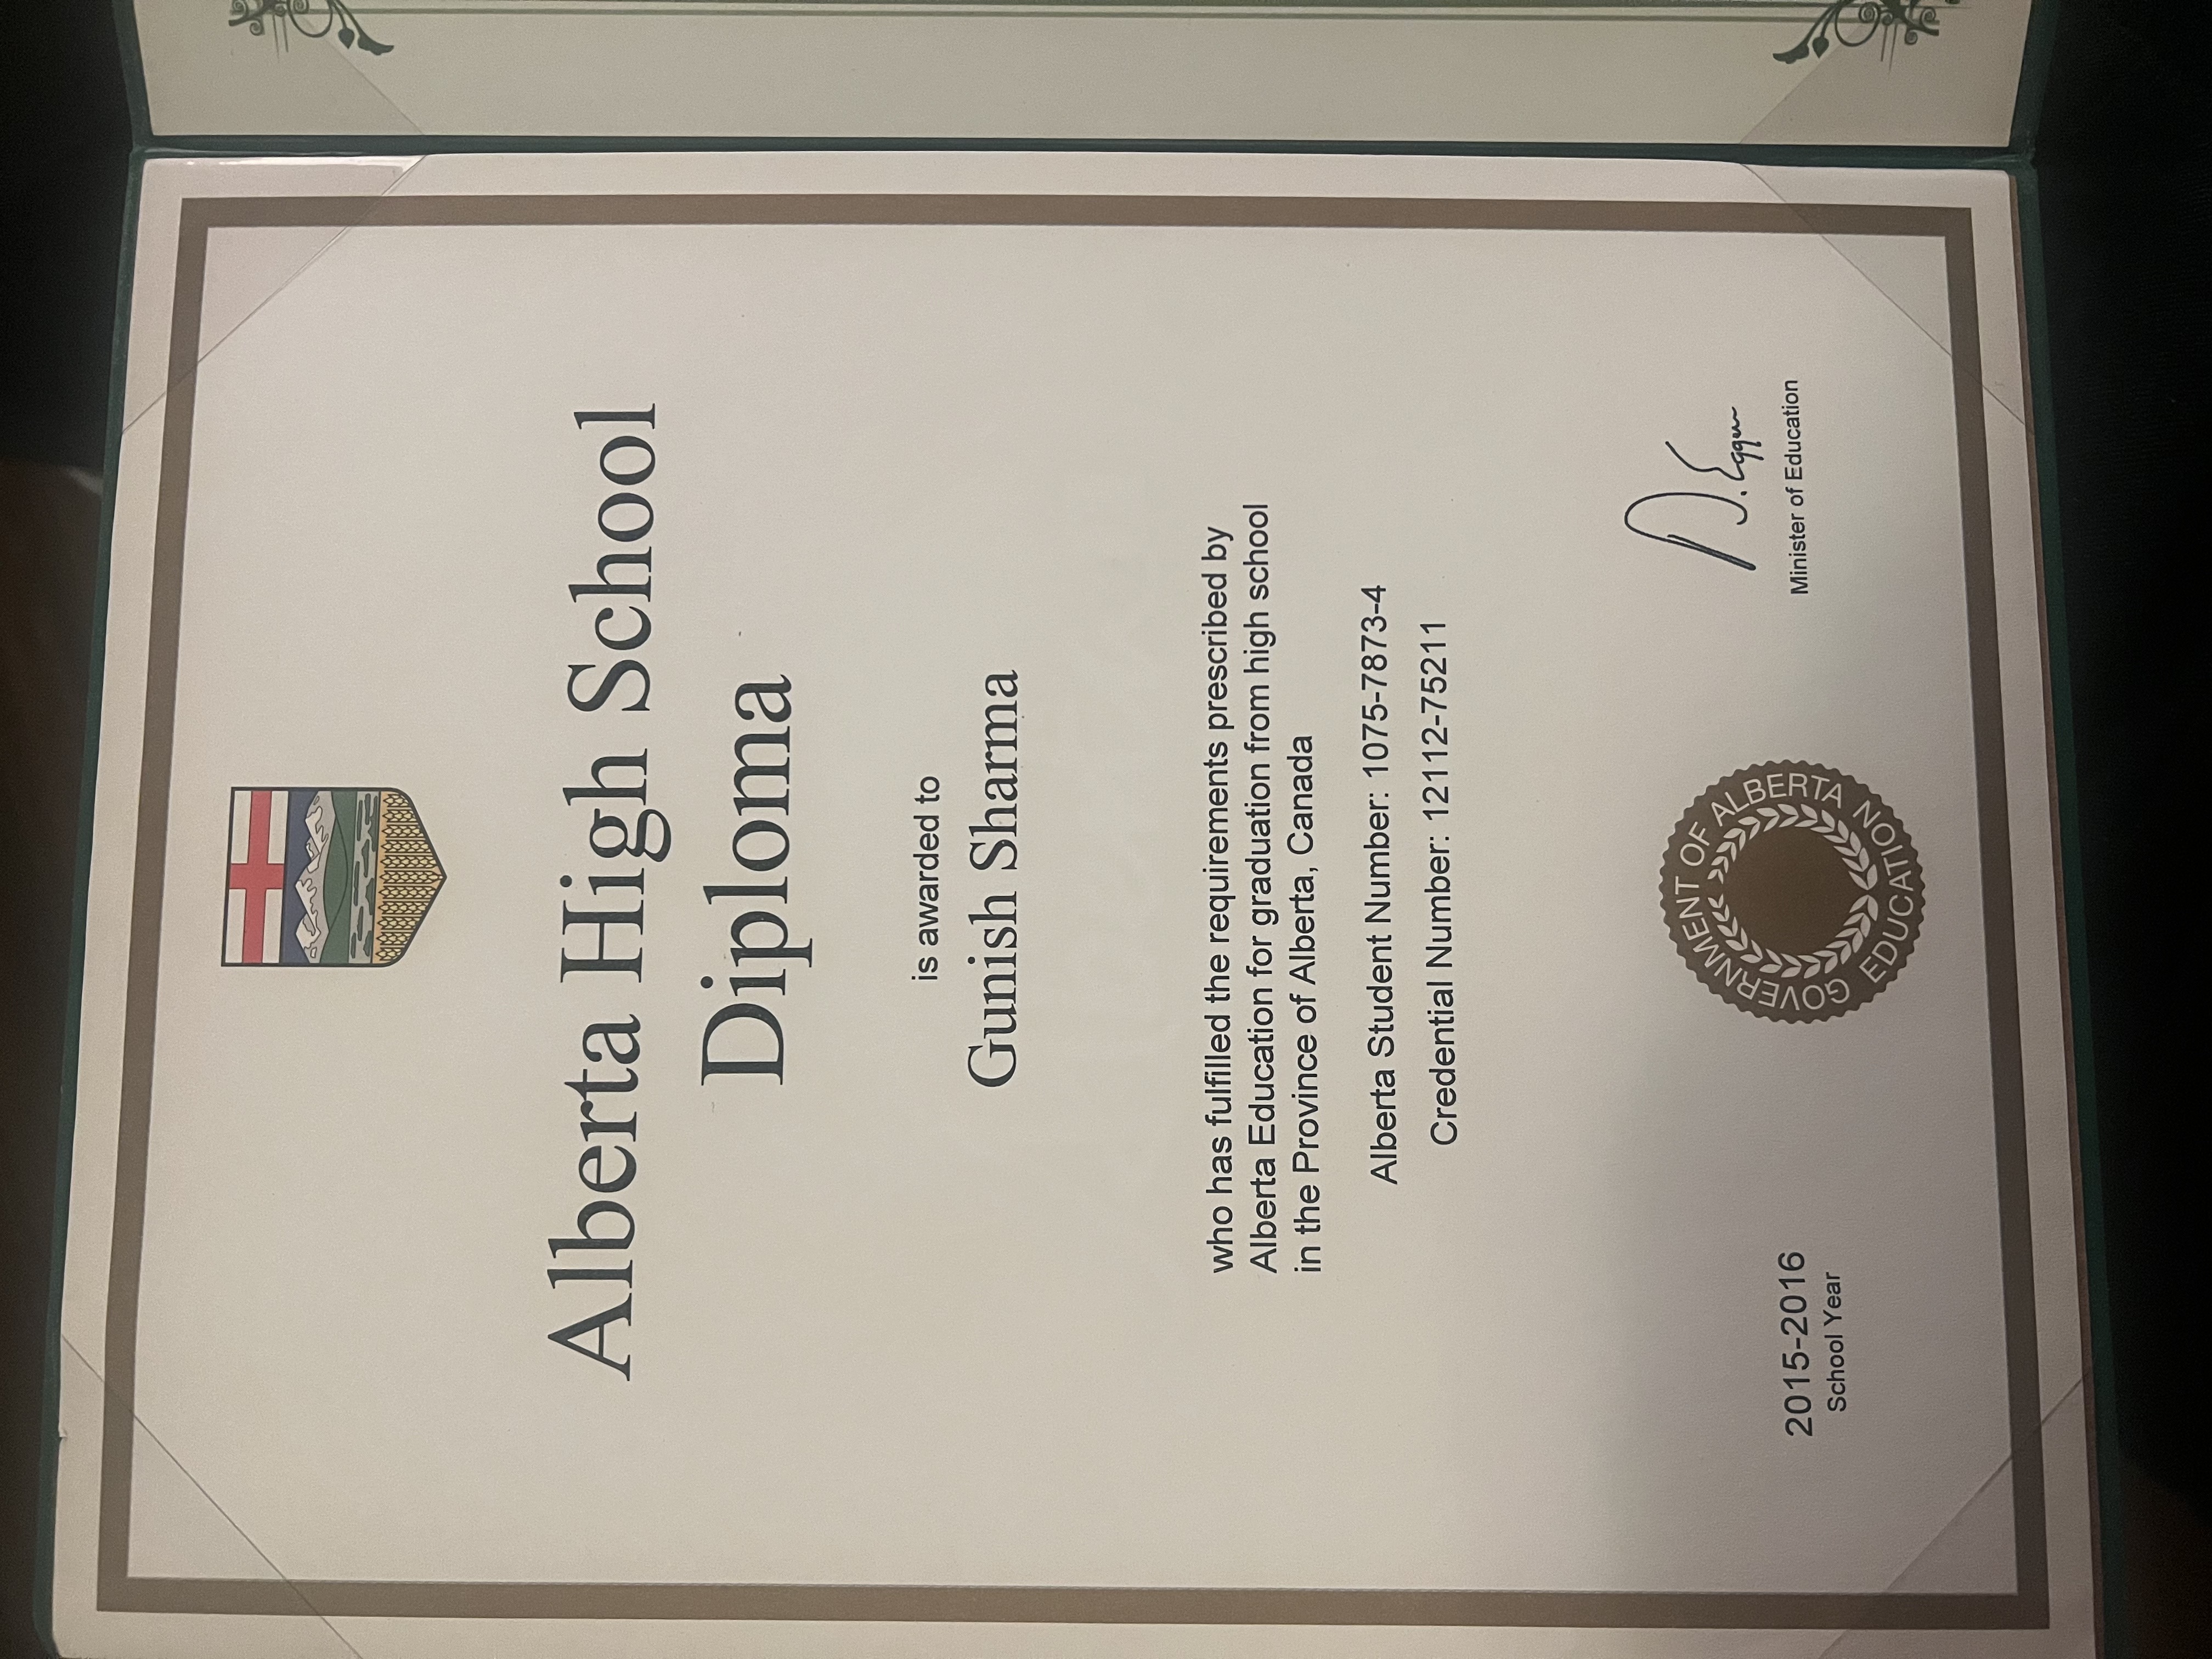 Alberta High School
Diploma
is awarded to
Gunish Sharma
who has fulfilled the requirements prescribed by
Alberta Education for graduation from high school
in the Province of Alberta, Canada
Alberta Student Number: 1075-7873-4
Credential Number: 12112-75211
D. Eggen
Minister of Education
2015-2016
School Year
GOVERNMENT OF ALBERTA
EDUCATION